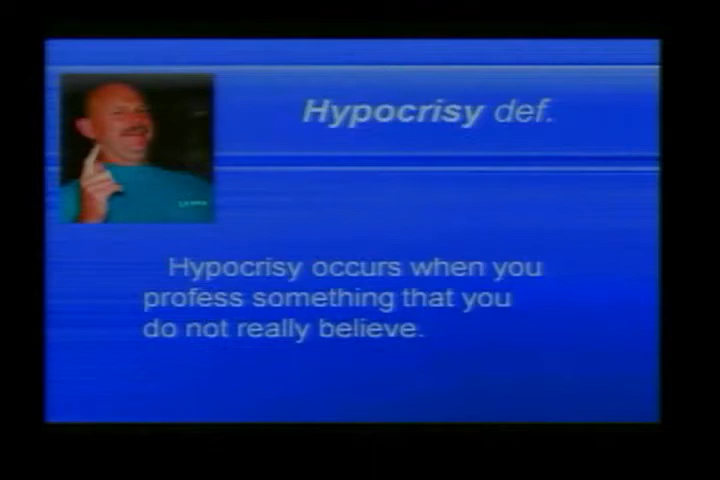 Hypocrisy def.
Hypocrisy occurs when you
profess something that you
do not really believe.